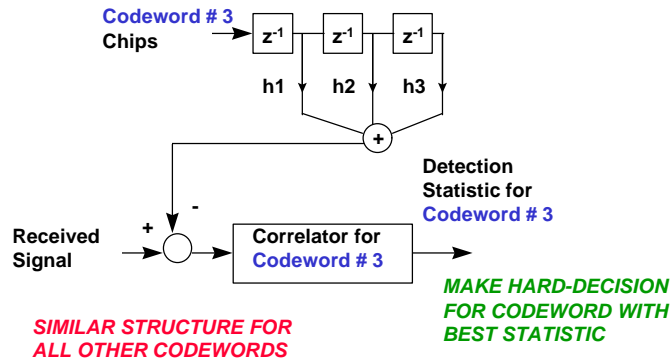 Codeword # 3
Chips
z-1
z-1
z-1
h1
h2
h3
+
Detection
Statistic for
Codeword # 3
-
+
Received
Signal
Correlator for
Codeword # 3
MAKE HARD-DECISION
FOR CODEWORD WITH
BEST STATISTIC
SIMILAR STRUCTURE FOR
ALL OTHER CODEWORDS